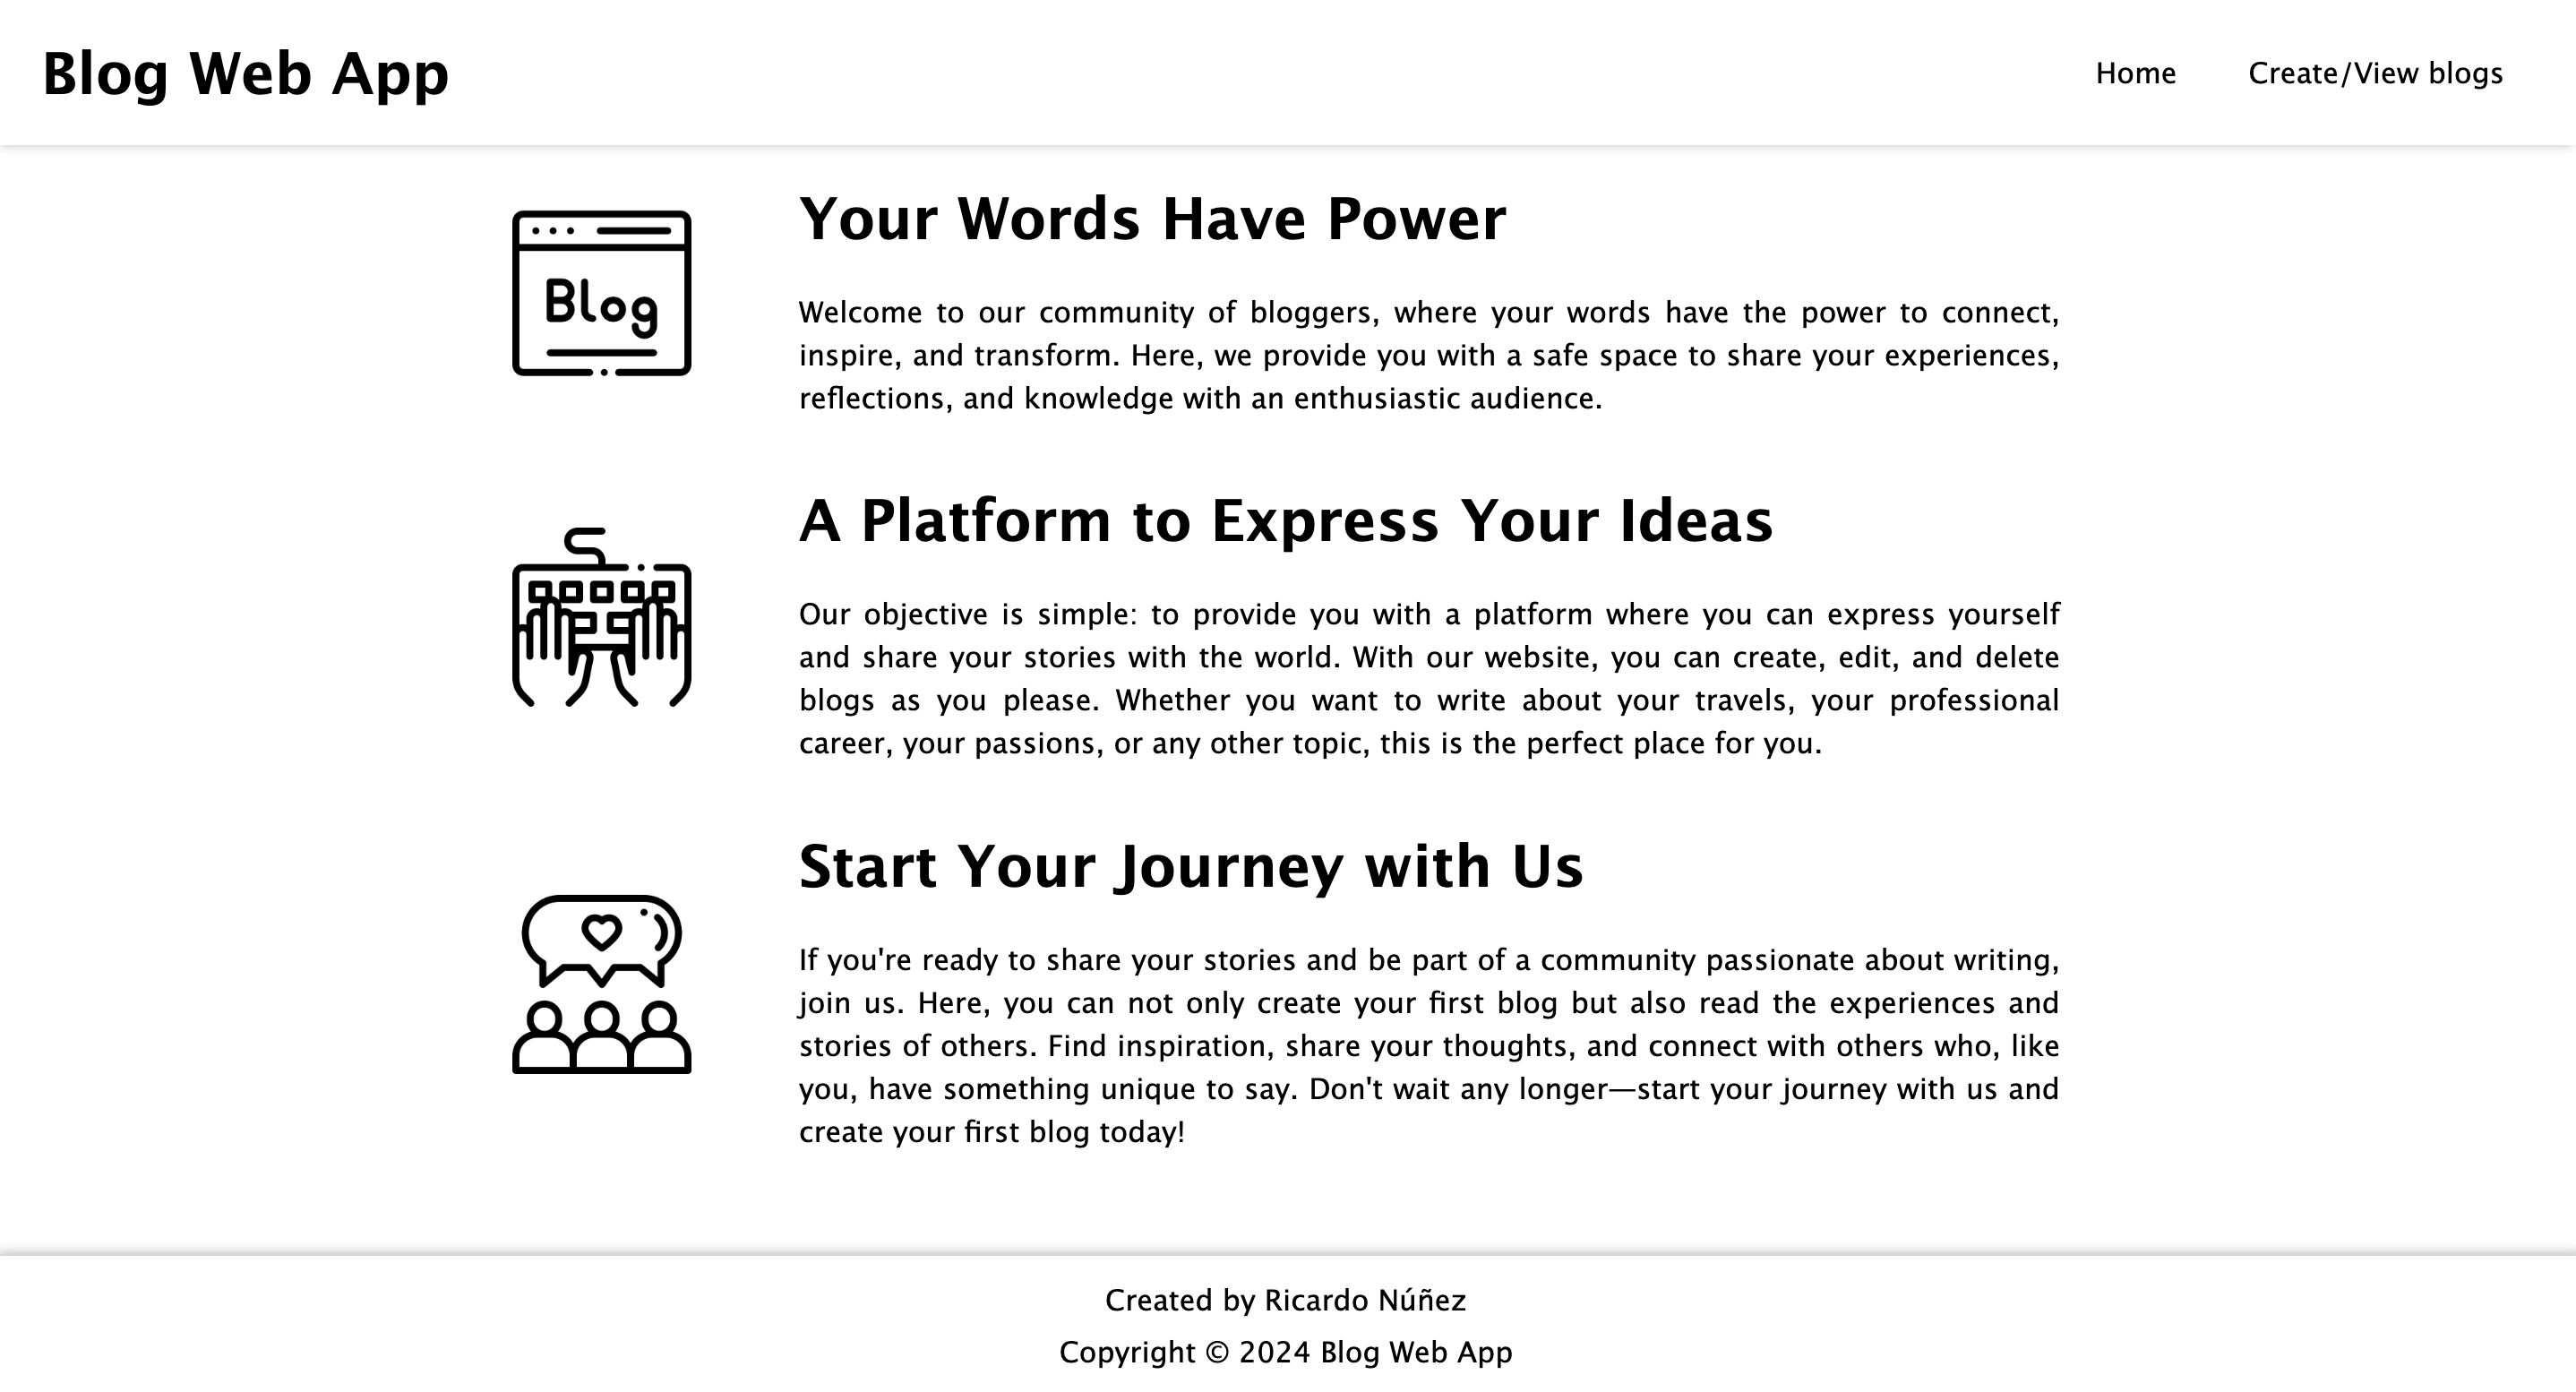 Blog Web App
Home
Create/View blogs
Blog
Your Words Have Power
Welcome to our community of bloggers, where your words have the power to connect,
inspire, and transform. Here, we provide you with a safe space to share your experiences,
reflections, and knowledge with an enthusiastic audience.
A Platform to Express Your Ideas
Our objective is simple: to provide you with a platform where you can express yourself
and share your stories with the world. With our website, you can create, edit, and delete
blogs as you please. Whether you want to write about your travels, your professional
career, your passions, or any other topic, this is the perfect place for you.
Start Your Journey with Us
If you're ready to share your stories and be part of a community passionate about writing,
join us. Here, you can not only create your first blog but also read the experiences and
stories of others. Find inspiration, share your thoughts, and connect with others who, like
you, have something unique to say. Don't wait any longer—start your journey with us and
create your first blog today!
Created by Ricardo Núñez
Copyright © 2024 Blog Web App